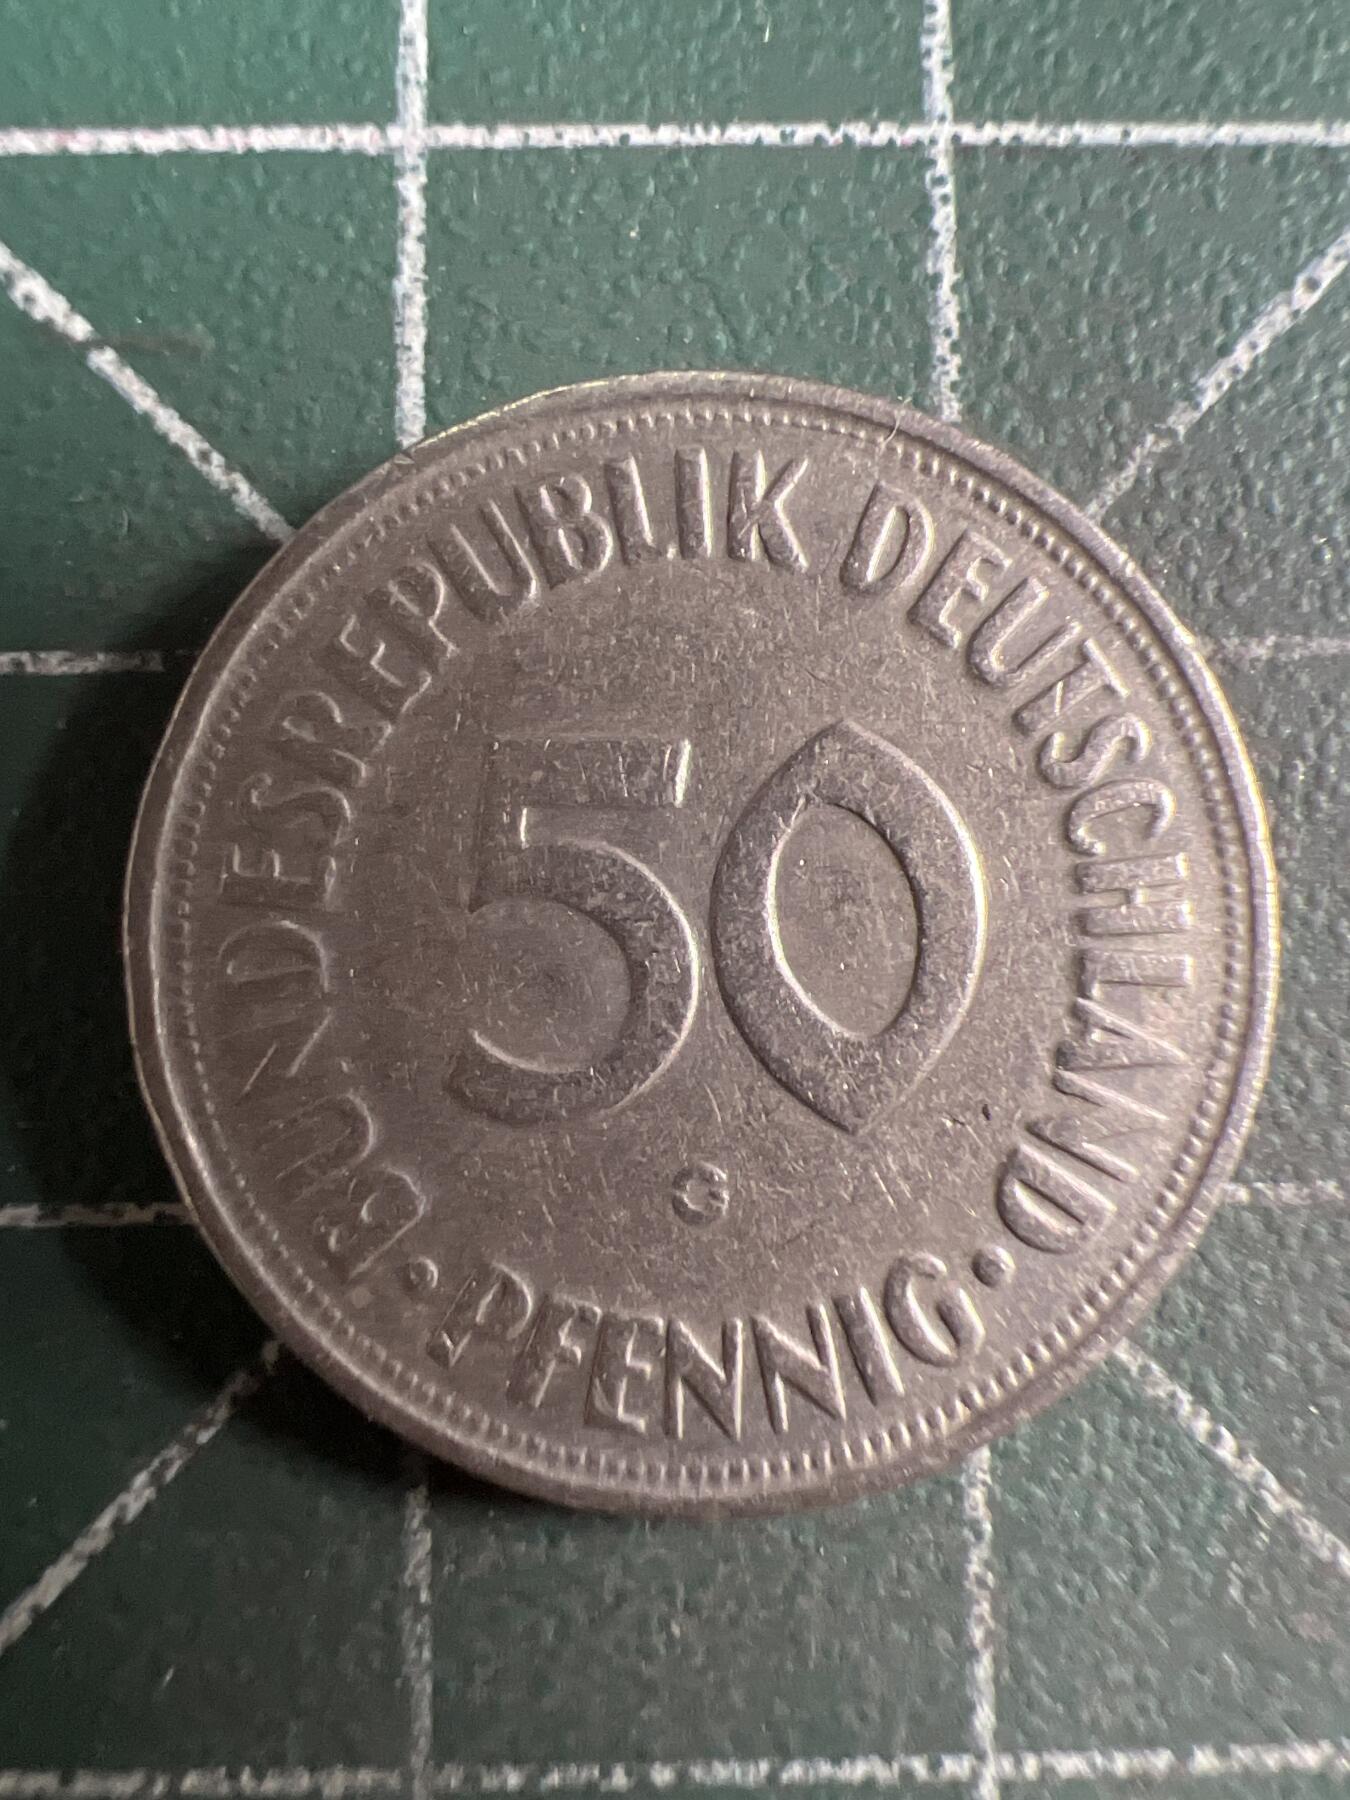 BUNDESREPUBLIK DEUTSCHLAND
50
G
• PFENNIG •